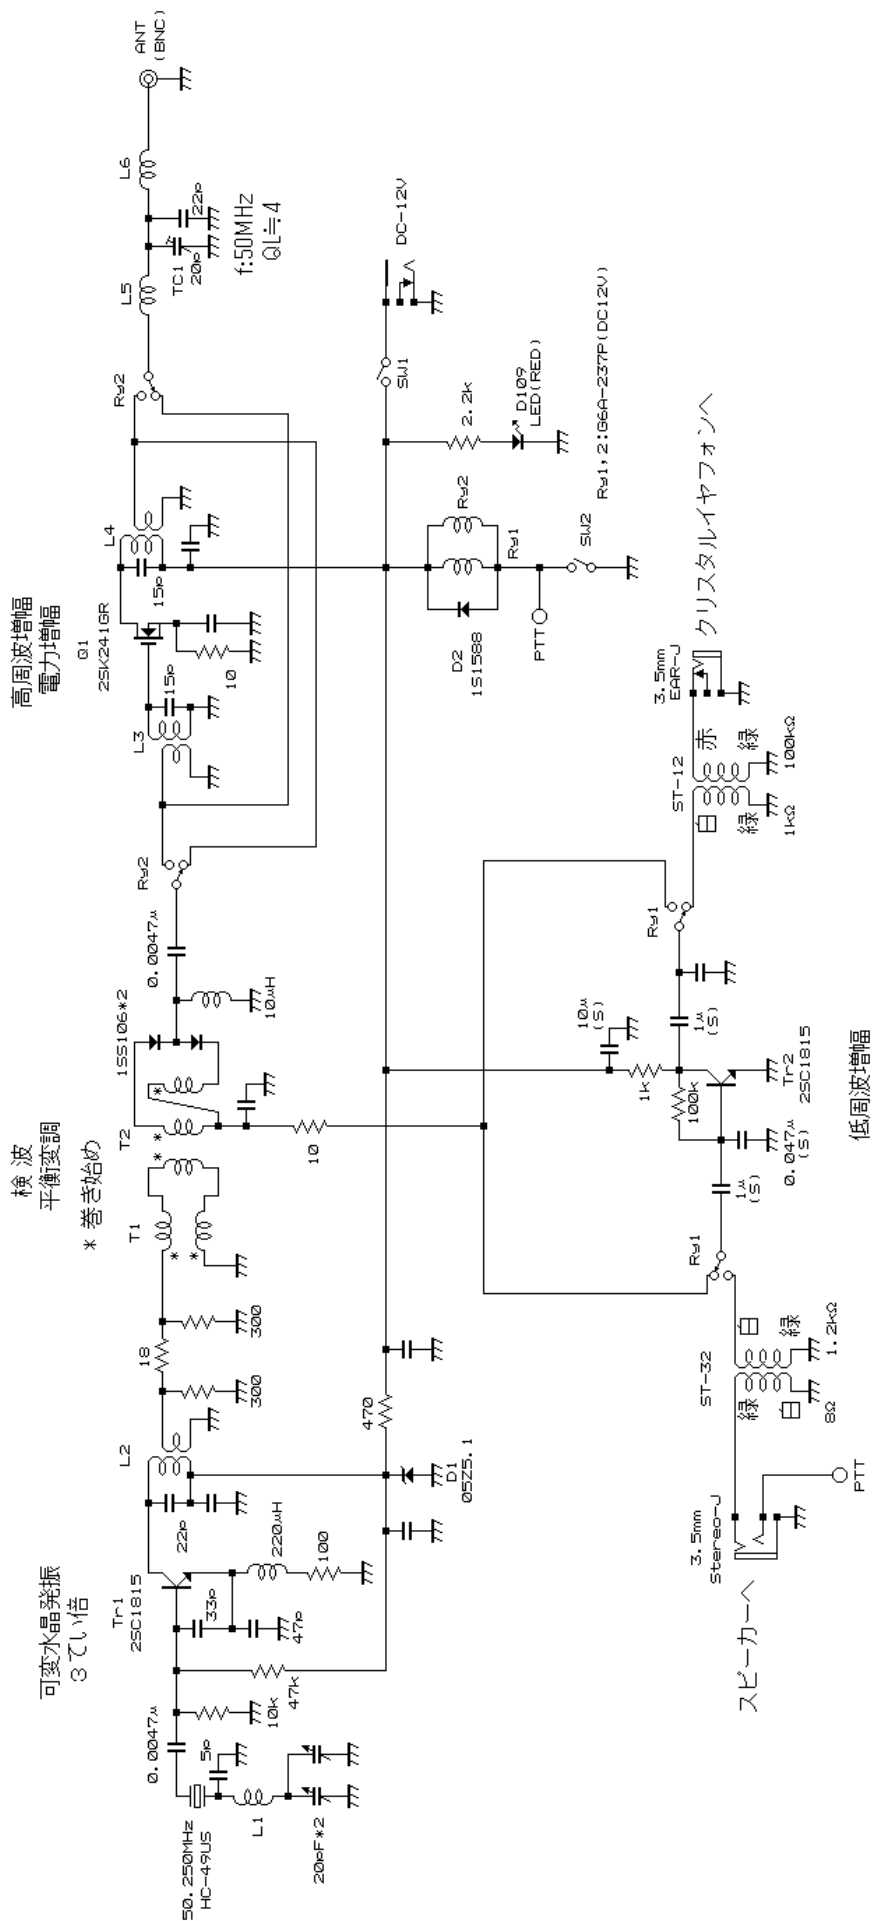 可変水晶発振
３てい倍
検 波
平衡変調
* 巻き始め
高周波増幅
電力増幅
50.250MHz
HC-49US
0.0047μ
5p
L1
20pF*2
10k
47k
Tr1
2SC1815
33p
47p
220μH
100
22p
L2
300
18
300
T1
*
*
T2
*
*
1SS106*2
10
10μH
0.0047μ
Ry2
L3
15p
Q1
2SK241GR
10
15p
L4
Ry2
L5
TC1
20p
22p
L6
f:50MHz
QL≒4
ANT
(BNC)
D1
05Z5.1
470
D2
1S1588
Ry2
Ry1
PTT
SW2
2.2k
D109
LED(RED)
SW1
DC-12V
Ry1,2:G6A-237P(DC12V)
スピーカーへ
3.5mm
Stereo-J
PTT
ST-32
緑
白
白
緑
8Ω
1.2kΩ
Ry1
1μ
(S)
0.047μ
(S)
100k
1k
10μ
(S)
1μ
(S)
Tr2
2SC1815
低周波増幅
Ry1
ST-12
白
赤
緑
緑
1kΩ
100kΩ
3.5mm
EAR-J
クリスタルイヤフォンへ